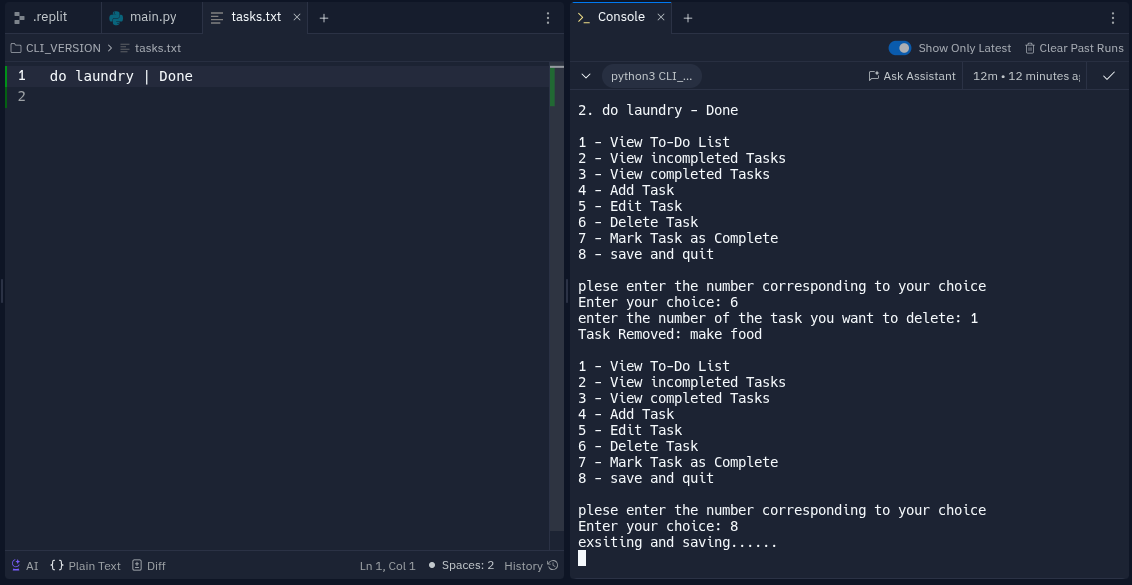 .replit
main.py
tasks.txt
CLI_VERSION > tasks.txt
1 do laundry | Done
2
AI {} Plain Text Diff Ln 1, Col 1 Spaces: 2 History
Console
Show Only Latest Clear Past Runs
python3 CLI_... Ask Assistant 12m • 12 minutes
2. do laundry - Done
1 - View To-Do List
2 - View incompleted Tasks
3 - View completed Tasks
4 - Add Task
5 - Edit Task
6 - Delete Task
7 - Mark Task as Complete
8 - save and quit
plese enter the number corresponding to your choice
Enter your choice: 6
enter the number of the task you want to delete: 1
Task Removed: make food
1 - View To-Do List
2 - View incompleted Tasks
3 - View completed Tasks
4 - Add Task
5 - Edit Task
6 - Delete Task
7 - Mark Task as Complete
8 - save and quit
plese enter the number corresponding to your choice
Enter your choice: 8
exsiting and saving......